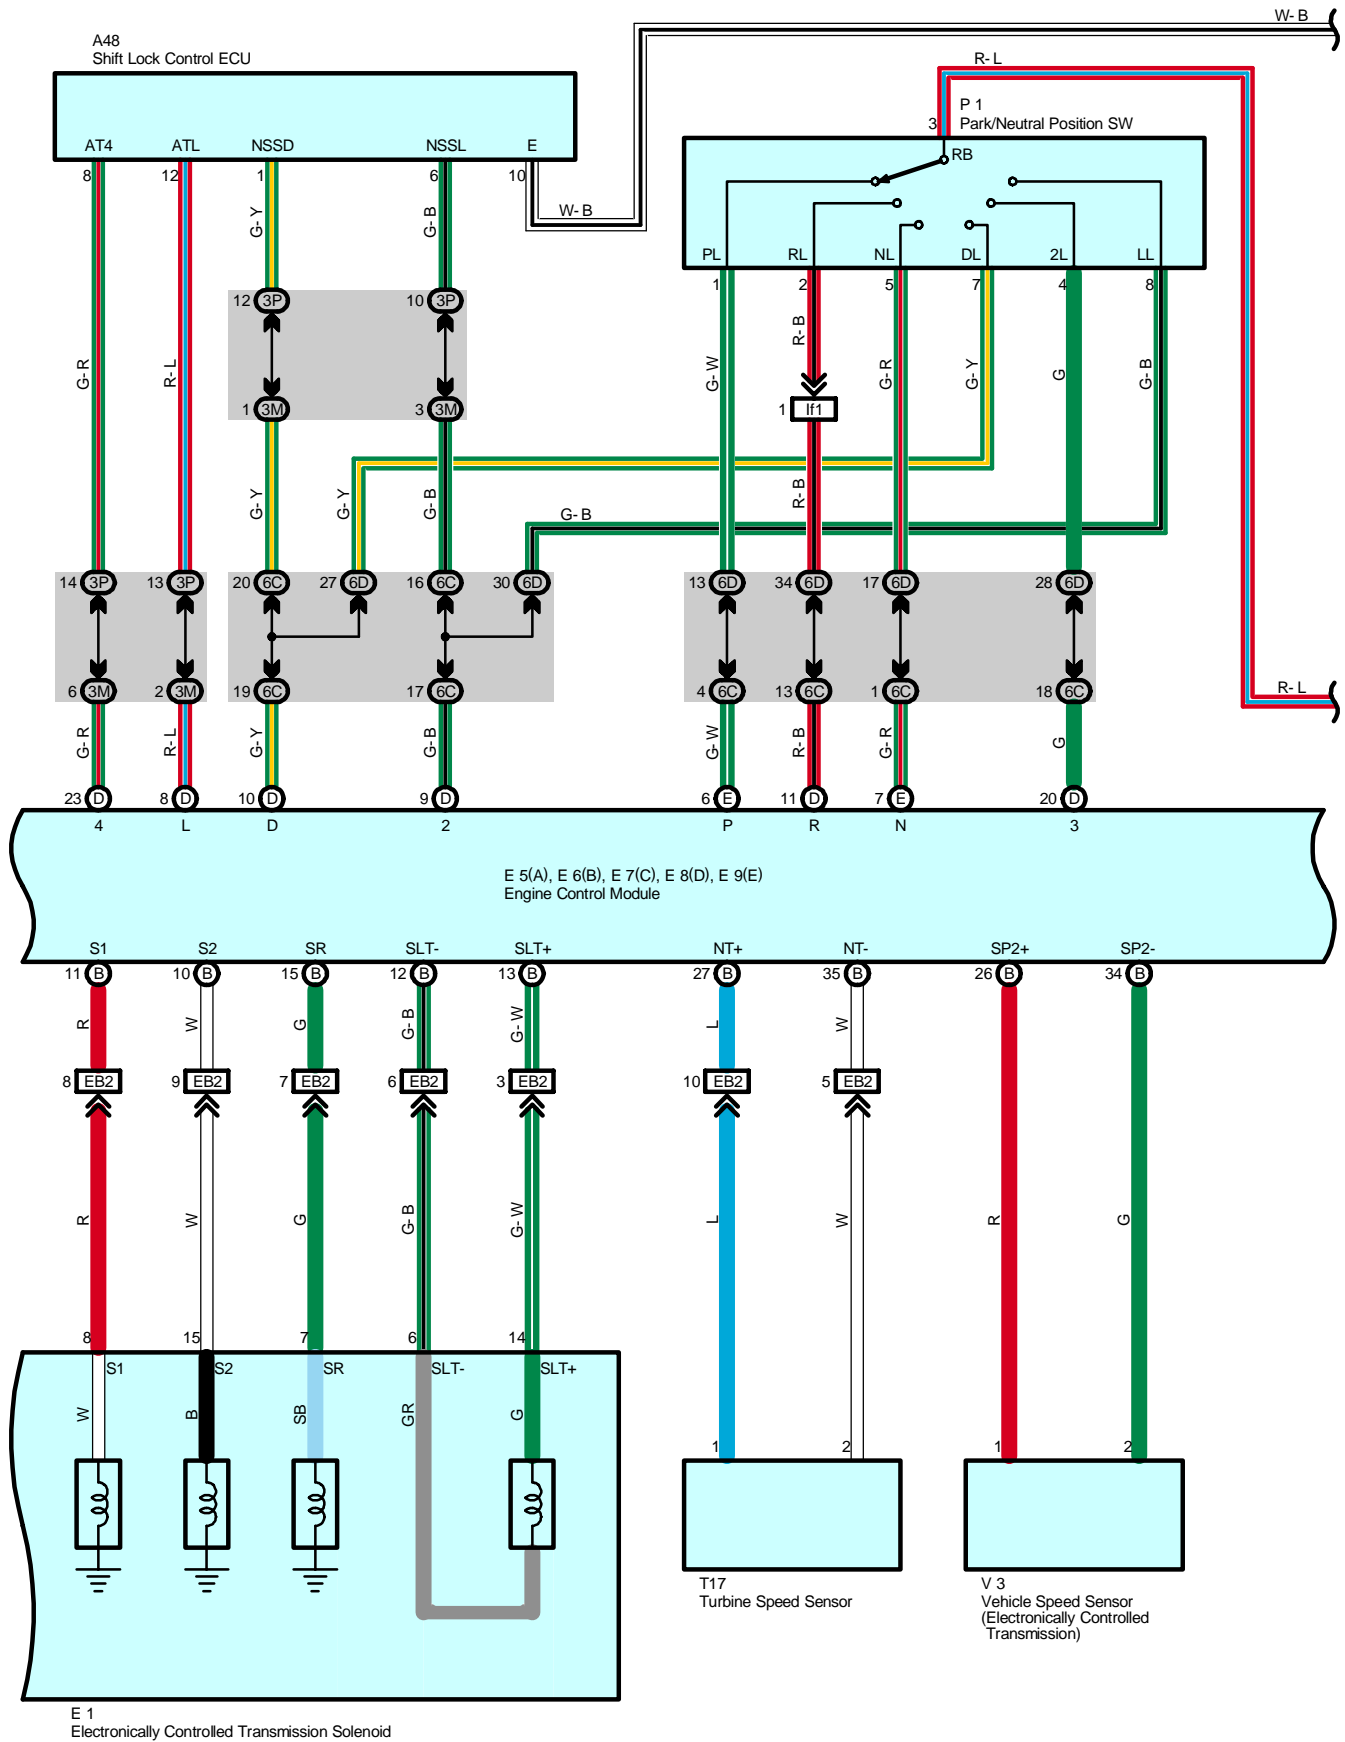 W- B
A48
Shift Lock Control ECU
R- L
P 1
3 Park/Neutral Position SW
AT4 ATL NSSD NSSL E
RB
8 12 1 6 10
W- B
G- Y G- B
PL RL NL DL 2L LL
1 2 5 7 4 8
12 3P 10 3P
R- B
G- R R- L G- W G- R G- Y G G- B
1 3M 3 3M 1 If1
G- Y G- Y G- B G- B R- B
14 3P 13 3P 20 6C 27 6D 16 6C 30 6D 13 6D 34 6D 17 6D 28 6D
6 3M 2 3M 19 6C 17 6C 4 6C 13 6C 1 6C 18 6C
R- L
G- R R- L G- Y G- B G- W R- B G- R G
23 D 8 D 10 D 9 D 6 E 11 D 7 E 20 D
4 L D 2 P R N 3
E 5(A), E 6(B), E 7(C), E 8(D), E 9(E)
Engine Control Module
S1 S2 SR SLT- SLT+ NT+ NT- SP2+ SP2-
11 B 10 B 15 B 12 B 13 B 27 B 35 B 26 B 34 B
R W G G- B G- W L W
8 EB2 9 EB2 7 EB2 6 EB2 3 EB2 10 EB2 5 EB2
R W G G- B G- W L W R G
8 15 7 6 14
S1 S2 SR SLT- SLT+
W B SB GR G
1 2 1 2
T17
Turbine Speed Sensor
V 3
Vehicle Speed Sensor
(Electronically Controlled
Transmission)
E 1
Electronically Controlled Transmission Solenoid